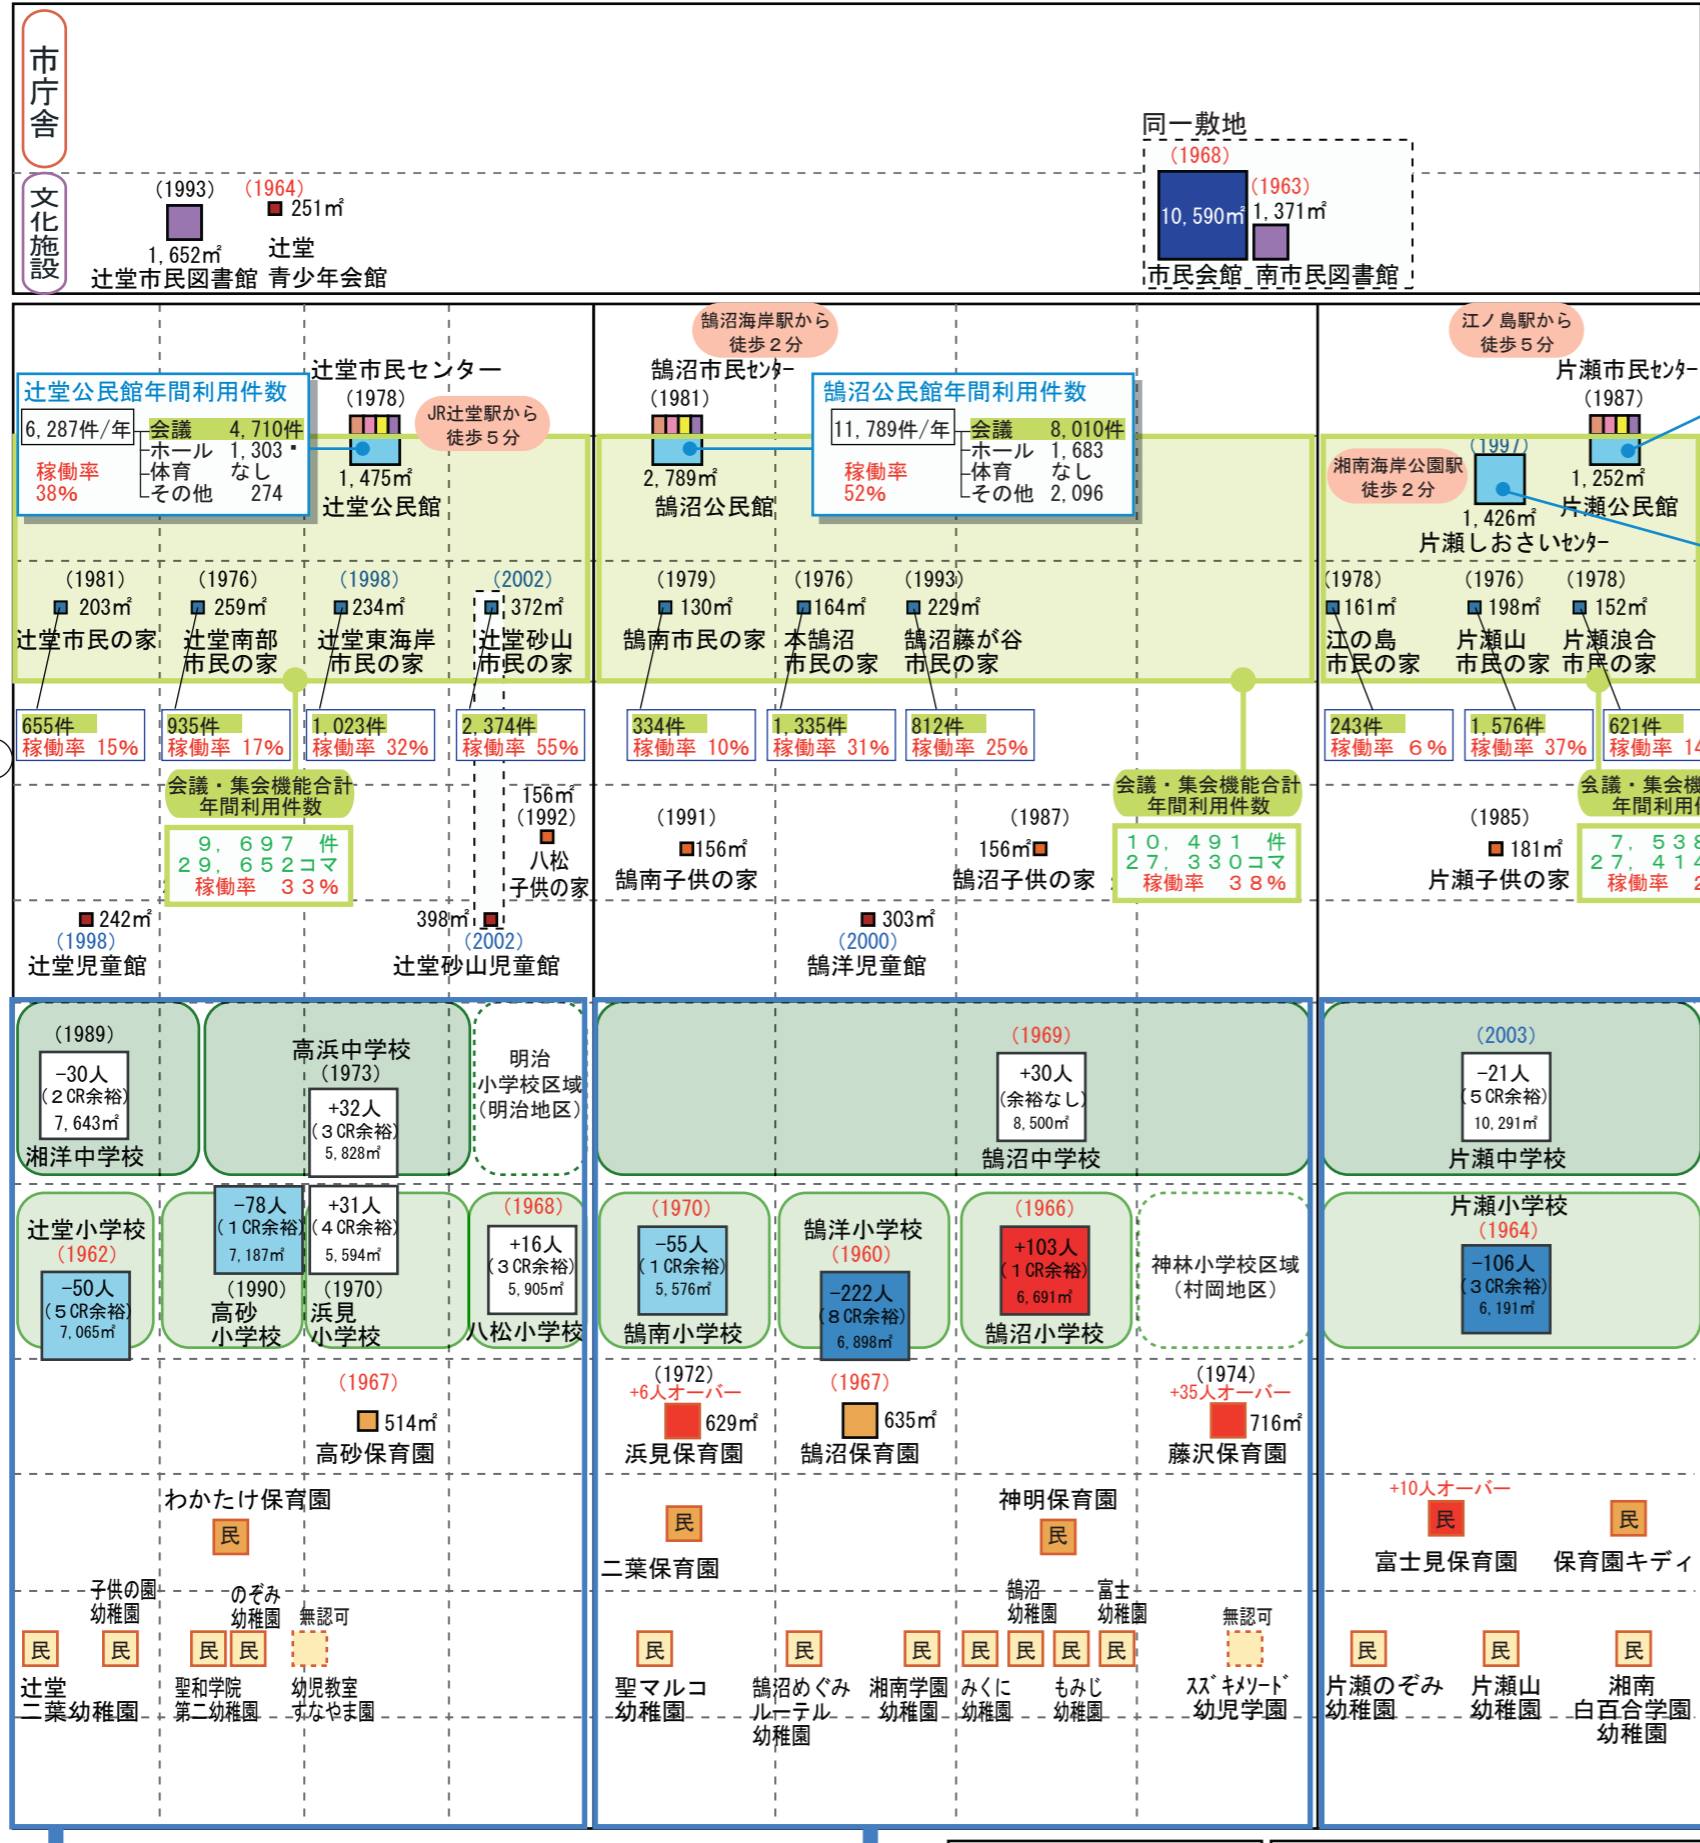 市庁舎
同一敷地
(1968)
10,590㎡
(1963)
1,371㎡
市民会館 南市民図書館
文化施設
(1993)
1,652㎡
辻堂市民図書館
(1964)
251㎡
辻堂
青少年会館
辻堂公民館年間利用件数
6,287件/年
会議 4,710件
ホール 1,303
体育 なし
その他 274
稼働率
38%
辻堂市民センター
(1978)
1,475㎡
辻堂公民館
JR辻堂駅から
徒歩5分
鵠沼海岸駅から
徒歩2分
鵠沼市民センター
(1981)
2,789㎡
鵠沼公民館
鵠沼公民館年間利用件数
11,789件/年
会議 8,010件
ホール 1,683
体育 なし
その他 2,096
稼働率
52%
江ノ島駅から
徒歩5分
片瀬市民センター
(1987)
1,252㎡
片瀬公民館
湘南海岸公園駅
徒歩2分
(1997)
1,426㎡
片瀬しおさいセンター
(1981)
203㎡
辻堂市民の家
(1976)
259㎡
辻堂南部
市民の家
(1998)
234㎡
辻堂東海岸
市民の家
(2002)
372㎡
辻堂砂山
市民の家
(1979)
130㎡
鵠南市民の家
(1976)
164㎡
本鵠沼
市民の家
(1993)
229㎡
鵠沼藤が谷
市民の家
(1978)
161㎡
江の島
市民の家
(1976)
198㎡
片瀬山
市民の家
(1978)
152㎡
片瀬浪合
市民の家
655件
稼働率 15%
935件
稼働率 17%
1,023件
稼働率 32%
2,374件
稼働率 55%
334件
稼働率 10%
1,335件
稼働率 31%
812件
稼働率 25%
243件
稼働率 6%
1,576件
稼働率 37%
621件
稼働率 14
会議・集会機能合計
年間利用件数
9,697 件
29,652コマ
稼働率 33%
156㎡
(1992)
八松
子供の家
(1991)
156㎡
鵠南子供の家
(1987)
156㎡
鵠沼子供の家
会議・集会機能合計
年間利用件数
10,491 件
27,330コマ
稼働率 38%
(1985)
181㎡
片瀬子供の家
会議・集会機
年間利用
7,538
27,414
稼働率 2
242㎡
(1998)
辻堂児童館
398㎡
(2002)
辻堂砂山児童館
303㎡
(2000)
鵠洋児童館
(1989)
-30人
(2CR余裕)
7,643㎡
湘洋中学校
高浜中学校
(1973)
+32人
(3CR余裕)
5,828㎡
明治
小学校区域
(明治地区)
(1969)
+30人
(余裕なし)
8,500㎡
鵠沼中学校
(2003)
-21人
(5CR余裕)
10,291㎡
片瀬中学校
辻堂小学校
(1962)
-50人
(5CR余裕)
7,065㎡
-78人
(1CR余裕)
7,187㎡
(1990)
高砂
小学校
+31人
(4CR余裕)
5,594㎡
(1970)
浜見
小学校
(1968)
+16人
(3CR余裕)
5,905㎡
八松小学校
(1970)
-55人
(1CR余裕)
5,576㎡
鵠南小学校
鵠洋小学校
(1960)
-222人
(8CR余裕)
6,898㎡
(1966)
+103人
(1CR余裕)
6,691㎡
鵠沼小学校
神林小学校区域
(村岡地区)
片瀬小学校
(1964)
-106人
(3CR余裕)
6,191㎡
(1967)
514㎡
高砂保育園
(1972)
+6人オーバー
629㎡
浜見保育園
(1967)
635㎡
鵠沼保育園
(1974)
+35人オーバー
716㎡
藤沢保育園
わかたけ保育園
民
民
二葉保育園
神明保育園
民
+10人オーバー
民
富士見保育園
民
保育園キディ
民
辻堂
二葉幼稚園
子供の園
幼稚園
民
民
聖和学院
第二幼稚園
のぞみ
幼稚園
民
無認可
幼児教室
すなやま園
民
聖マルコ
幼稚園
民
鵠沼めぐみ
ルーテル
幼稚園
民
湘南学園
幼稚園
民
みくに
幼稚園
鵠沼
幼稚園
民
民
もみじ
幼稚園
富士
幼稚園
民
無認可
スズキメソード
幼児学園
民
片瀬のぞみ
幼稚園
民
片瀬山
幼稚園
民
湘南
白百合学園
幼稚園